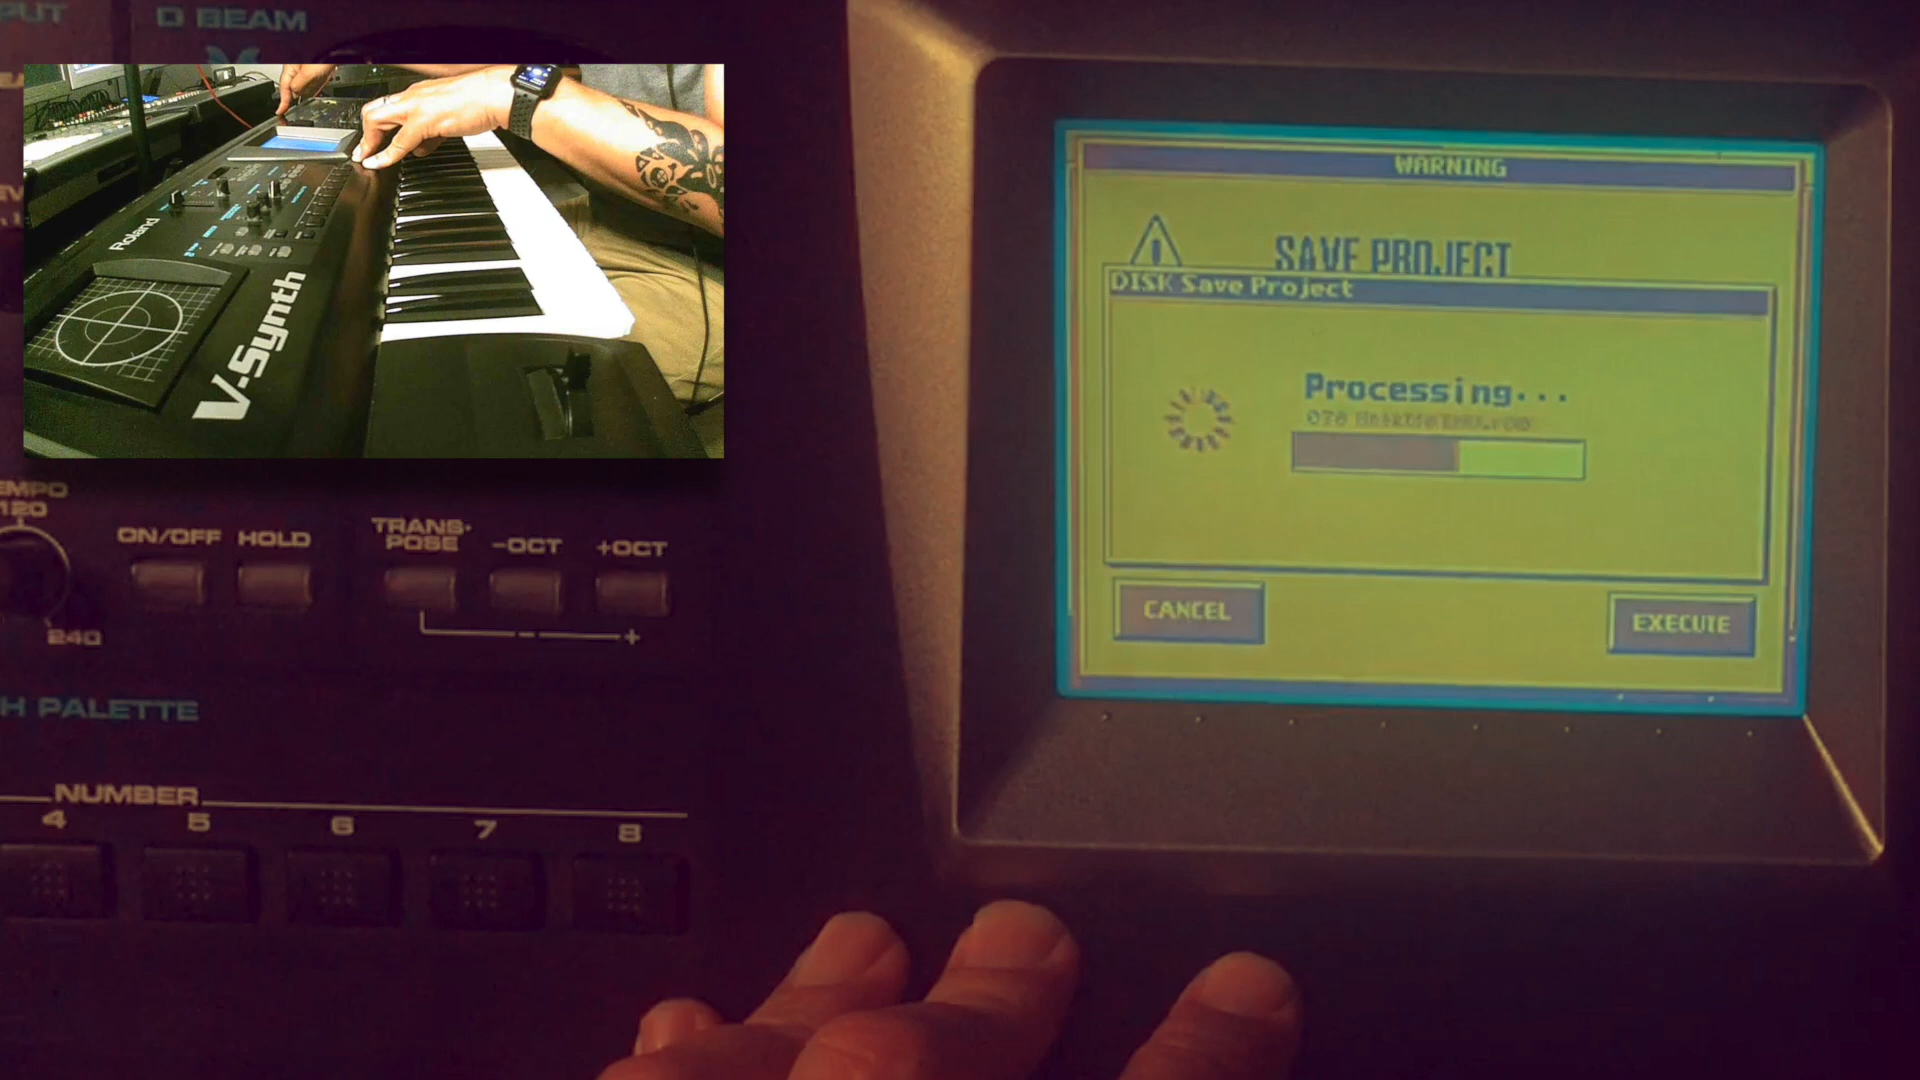 D BEAM
Roland
V-Synth
120
ON/OFF HOLD
TRANS-
POSE -OCT +OCT
240
- +
PALETTE
NUMBER
4 5 6 7 8
WARNING
SAVE PROJECT
DISK Save Project
Processing...
CANCEL
EXECUTE